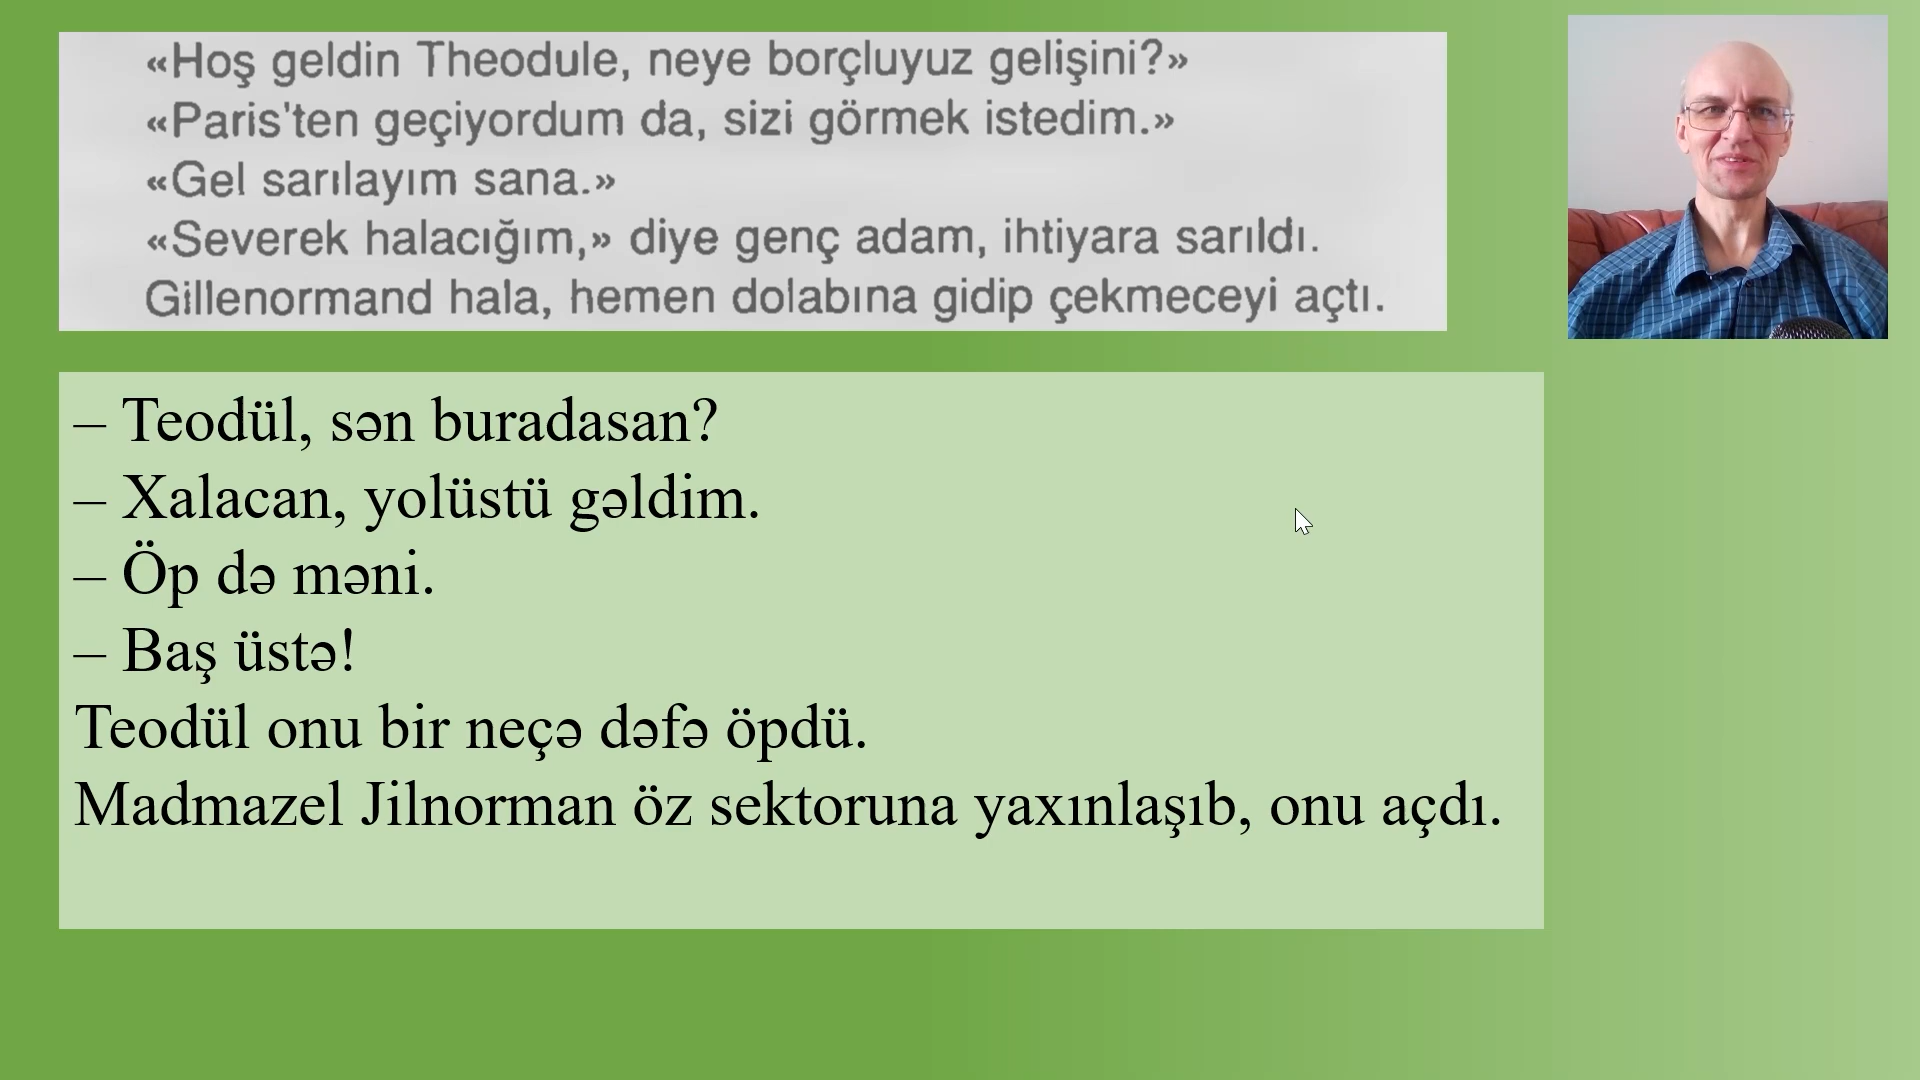 «Hoş geldin Theodule, neye borçluyuz gelişini?»
«Paris'ten geçiyordum da, sizi görmek istedim.»
«Gel sarılayım sana.»
«Severek halacığım,» diye genç adam, ihtiyara sarıldı.
Gillenormand hala, hemen dolabına gidip çekmeceyi açtı.
– Teodül, sən buradasan?
– Xalacan, yolüstü gəldim.
– Öp də məni.
– Baş üstə!
Teodül onu bir neçə dəfə öpdü.
Madmazel Jilnorman öz sektoruna yaxınlaşıb, onu açdı.